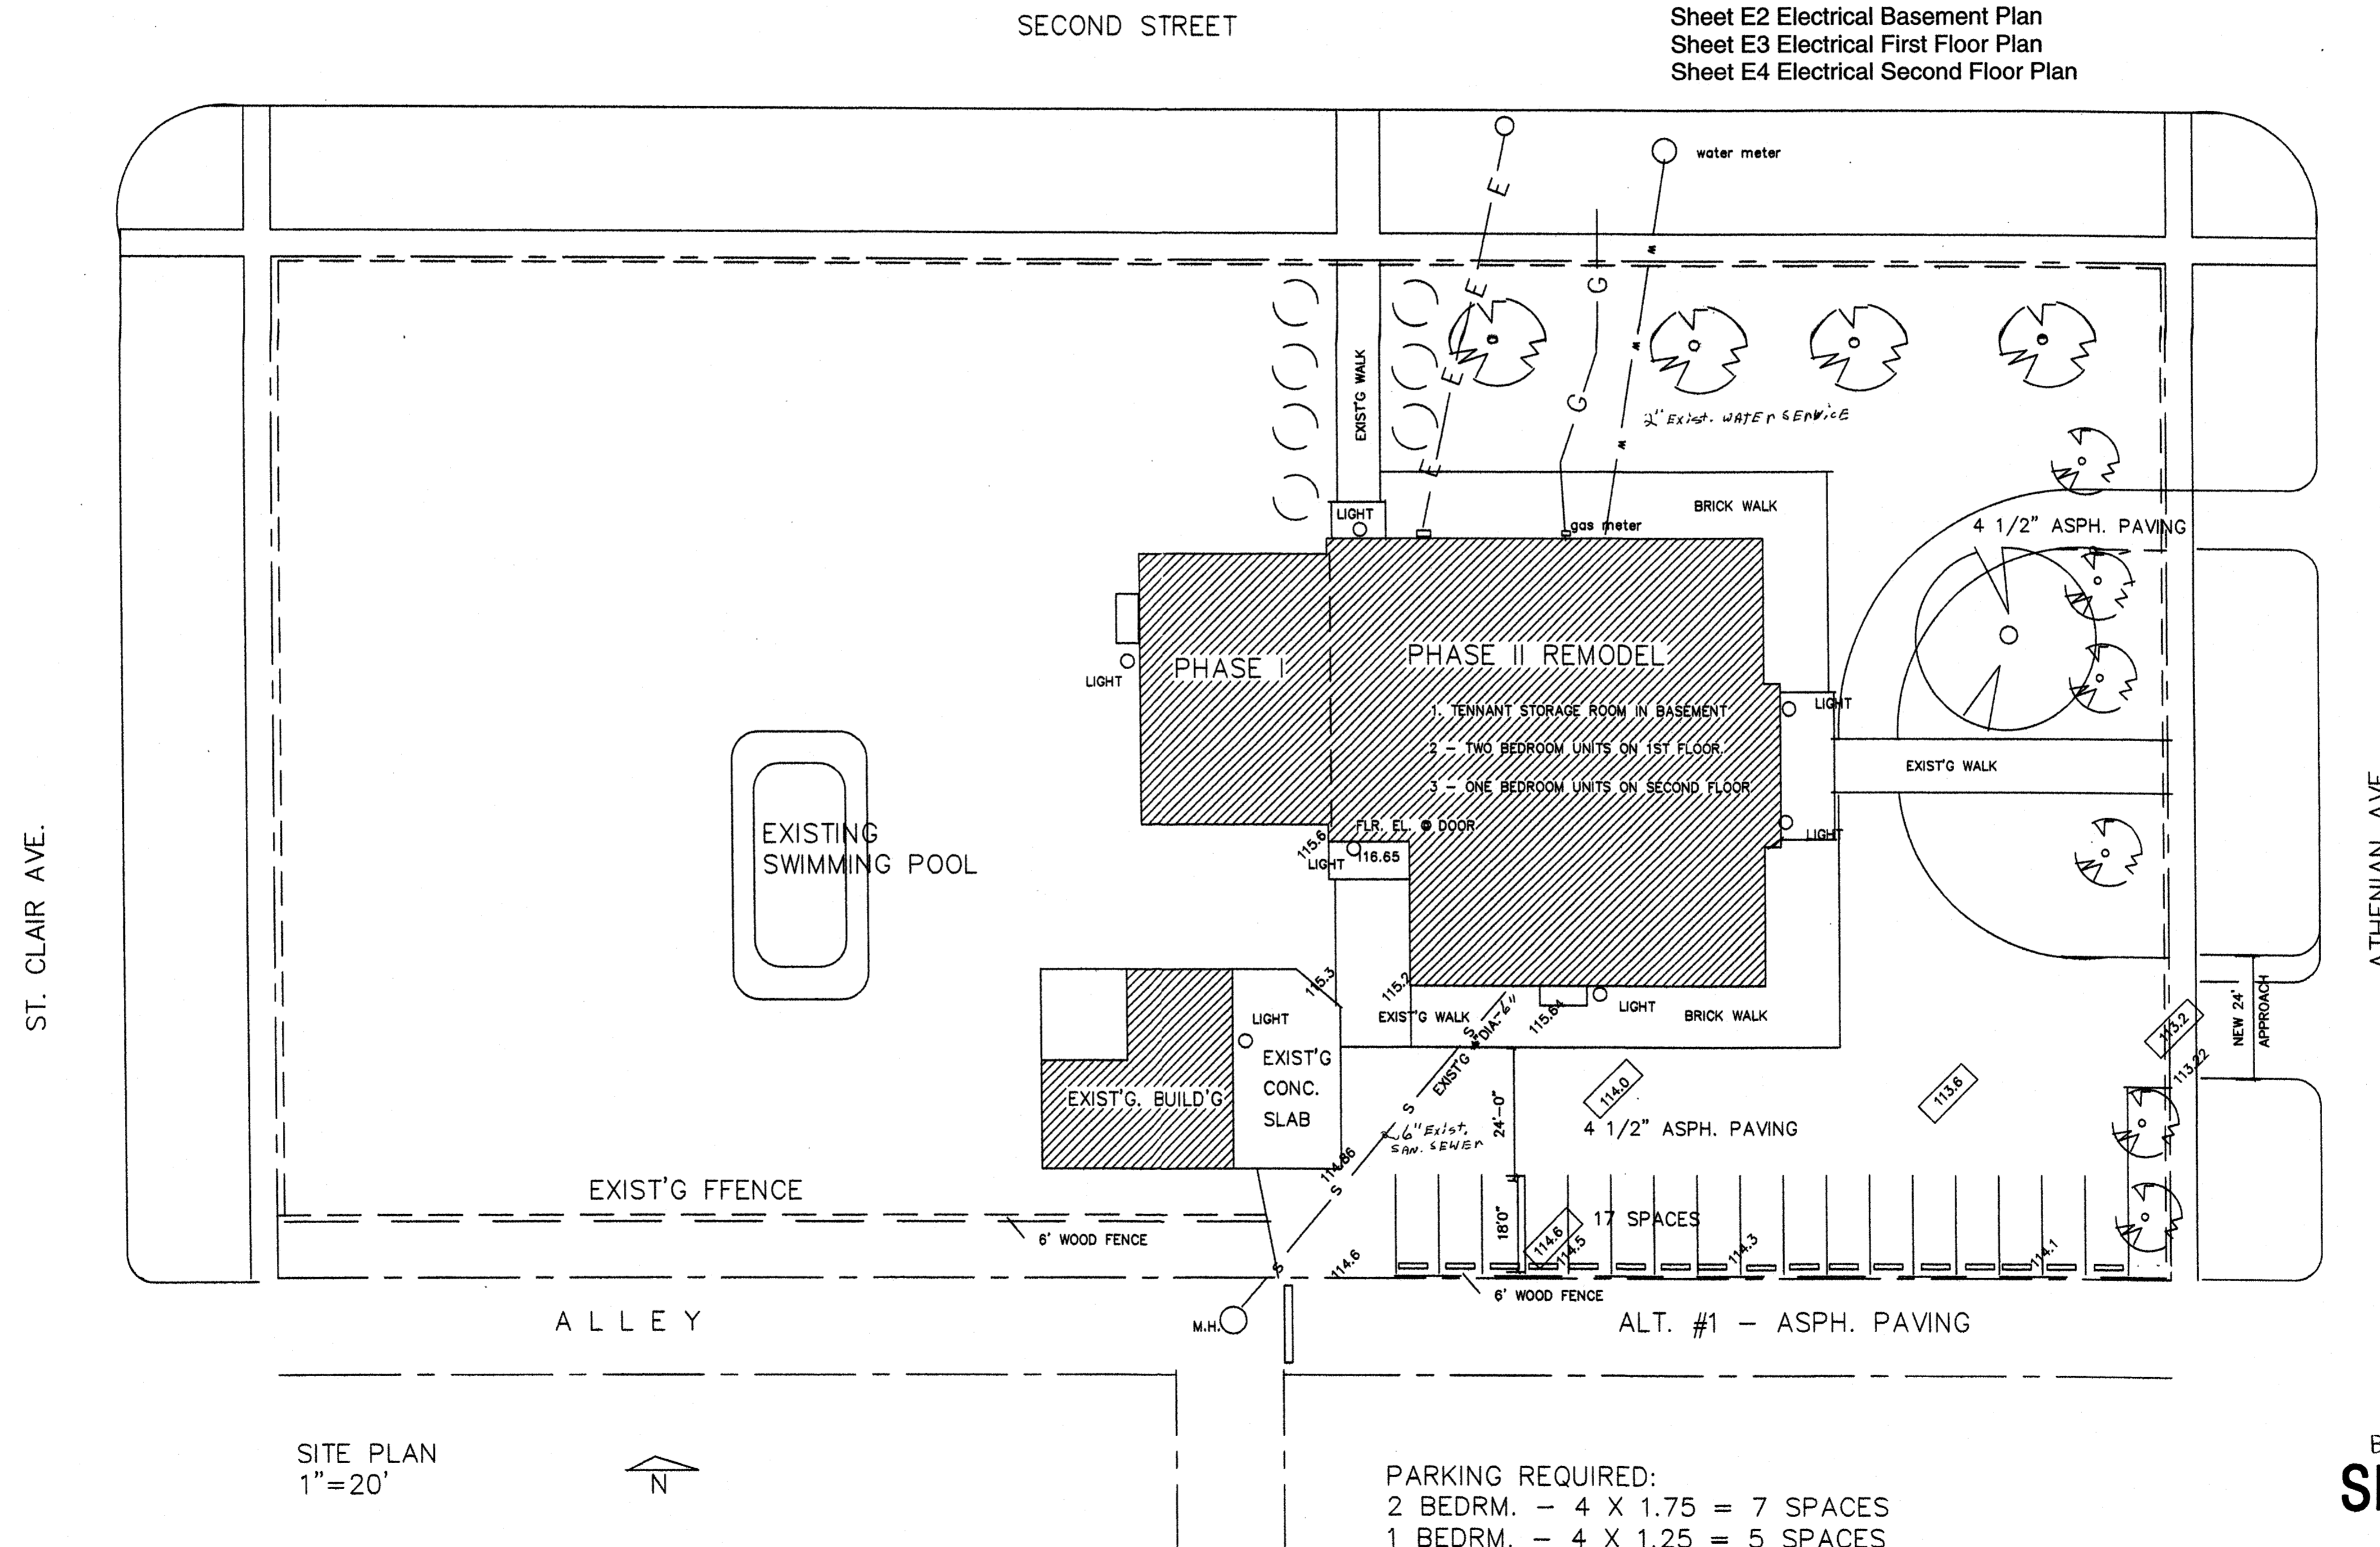 Sheet E2 Electrical Basement Plan
SECOND STREET
Sheet E3 Electrical First Floor Plan
Sheet E4 Electrical Second Floor Plan
water meter
E
E
E
E
E
G
G
W
W
W
EXIST'G WALK
2" Exist. WATER SERVICE
BRICK WALK
LIGHT
gas meter
4 1/2" ASPH. PAVING
PHASE I
PHASE II REMODEL
LIGHT
1. TENNANT STORAGE ROOM IN BASEMENT
LIGHT
2 - TWO BEDROOM UNITS ON 1ST FLOOR.
EXIST'G WALK
3 - ONE BEDROOM UNITS ON SECOND FLOOR
FLR. EL. @ DOOR
115.6
LIGHT
116.65
LIGHT
EXISTING
SWIMMING POOL
ST. CLAIR AVE.
ATHENIAN AVE
115.3
115.2
EXIST'G WALK
115.64
LIGHT
BRICK WALK
LIGHT
EXIST'G
CONC.
SLAB
EXIST'G. BUILD'G
S
S
S
S
EXIST'G
DIA.-6"
6" Exist.
SAN. SEWER
24'-0"
114.0
113.6
113.2
113.22
NEW 24'
APPROACH
4 1/2" ASPH. PAVING
114.86
EXIST'G FFENCE
6' WOOD FENCE
18'0"
17 SPACES
114.6
114.5
114.3
114.1
114.6
6' WOOD FENCE
ALLEY
M.H.
ALT. #1 - ASPH. PAVING
SITE PLAN
1"=20'
N
PARKING REQUIRED:
2 BEDRM. - 4 X 1.75 = 7 SPACES
1 BEDRM. - 4 X 1.25 = 5 SPACES